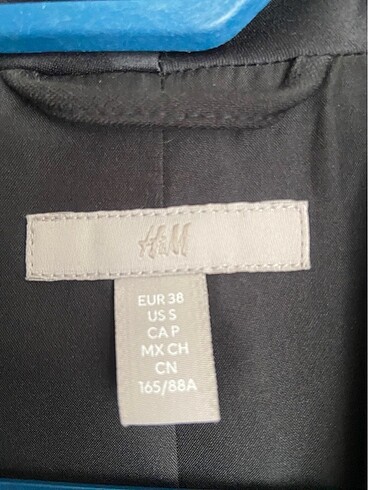 H&M
EUR 38
US S
CA P
MX CH
CN
165/88A